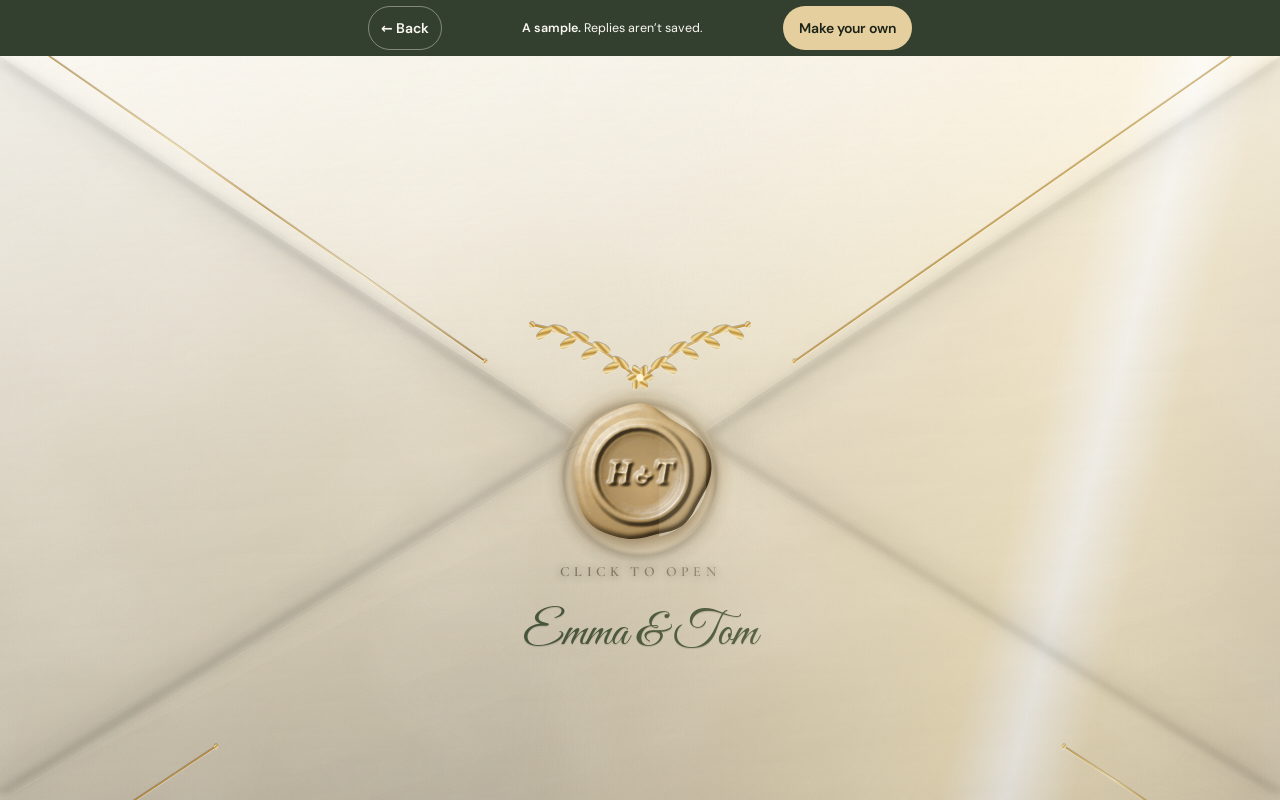 ← Back
A sample. Replies aren’t saved.
Make your own
H&T
CLICK TO OPEN
Emma & Tom